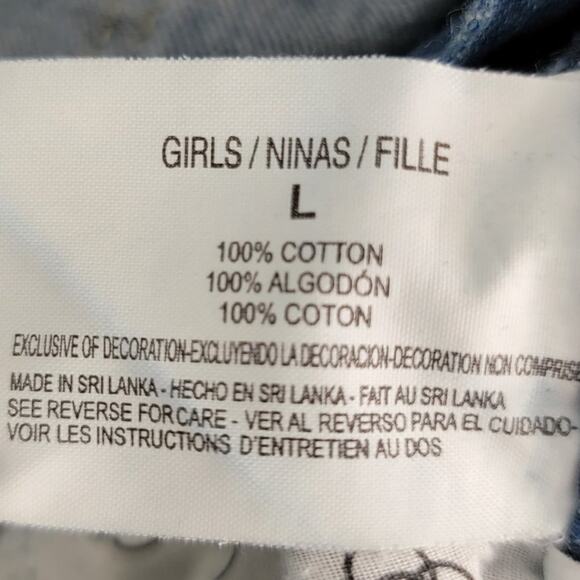 GIRLS / NINAS / FILLE
L
100% COTTON
100% ALGODÓN
100% COTON
EXCLUSIVE OF DECORATION-EXCLUYENDO LA DECORACION-DECORATION NON COMPRISE
MADE IN SRI LANKA - HECHO EN SRI LANKA - FAIT AU SRI LANKA
SEE REVERSE FOR CARE - VER AL REVERSO PARA EL CUIDADO-
VOIR LES INSTRUCTIONS D'ENTRETIEN AU DOS